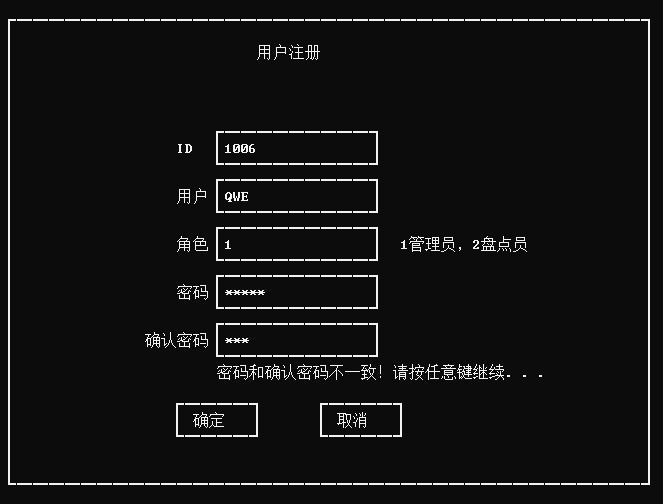 用户注册
ID 1006
用户 QWE
角色 1 1管理员，2盘点员
密码 *****
确认密码 ***
密码和确认密码不一致！请按任意键继续. . .
确定 取消